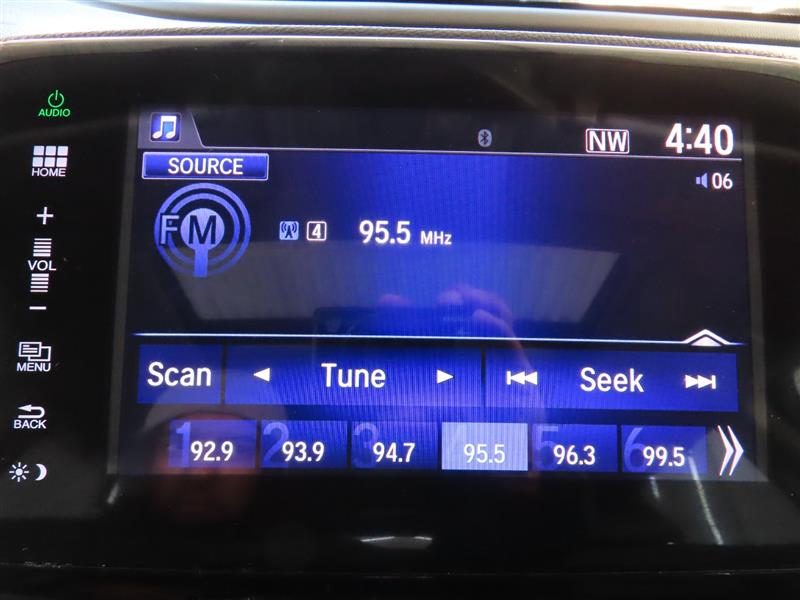 AUDIO
HOME
+
VOL
−
MENU
BACK
NW 4:40
SOURCE
06
FM
4 95.5 MHz
Scan Tune Seek
1 92.9 2 93.9 3 94.7 4 95.5 5 96.3 6 99.5